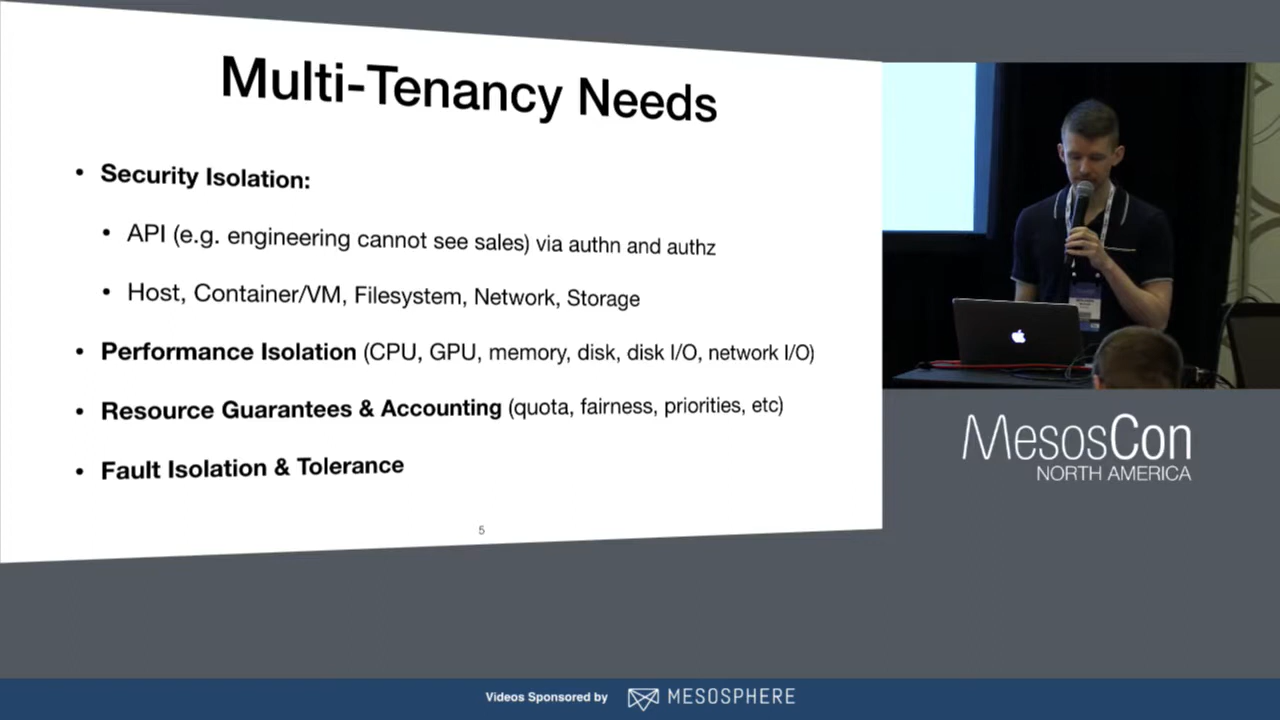 Multi-Tenancy Needs
• Security Isolation:
• API (e.g. engineering cannot see sales) via authn and authz
• Host, Container/VM, Filesystem, Network, Storage
• Performance Isolation (CPU, GPU, memory, disk, disk I/O, network I/O)
• Resource Guarantees & Accounting (quota, fairness, priorities, etc)
• Fault Isolation & Tolerance
5
MesosCon
NORTH AMERICA
Videos Sponsored by MESOSPHERE